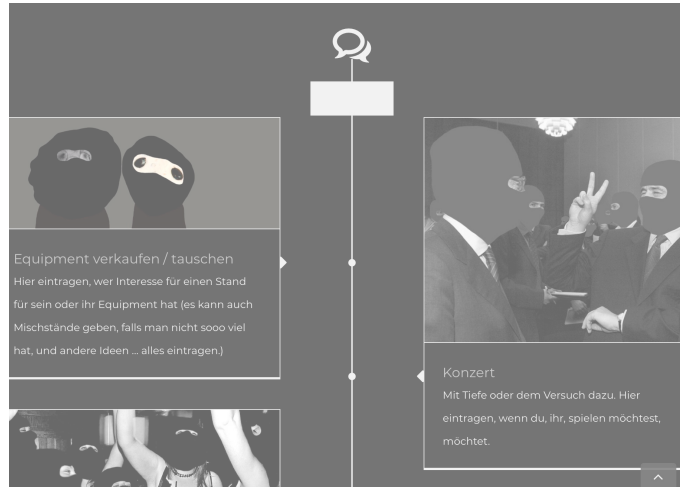 Equipment verkaufen / tauschen
Hier eintragen, wer Interesse für einen Stand
für sein oder ihr Equipment hat (es kann auch
Mischstände geben, falls man nicht sooo viel
hat, und andere Ideen ... alles eintragen.)
Konzert
Mit Tiefe oder dem Versuch dazu. Hier
eintragen, wenn du, ihr, spielen möchtest,
möchtet.